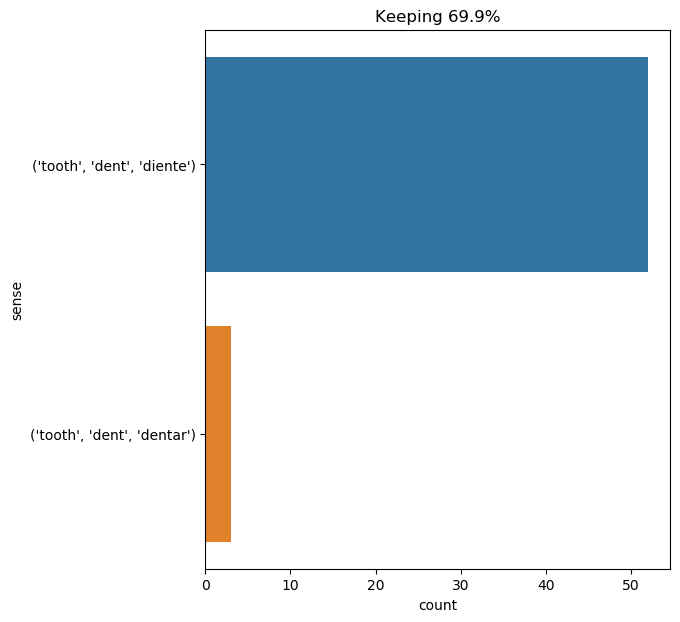 Keeping 69.9%
('tooth', 'dent', 'diente')
sense
('tooth', 'dent', 'dentar')
0 10 20 30 40 50
count